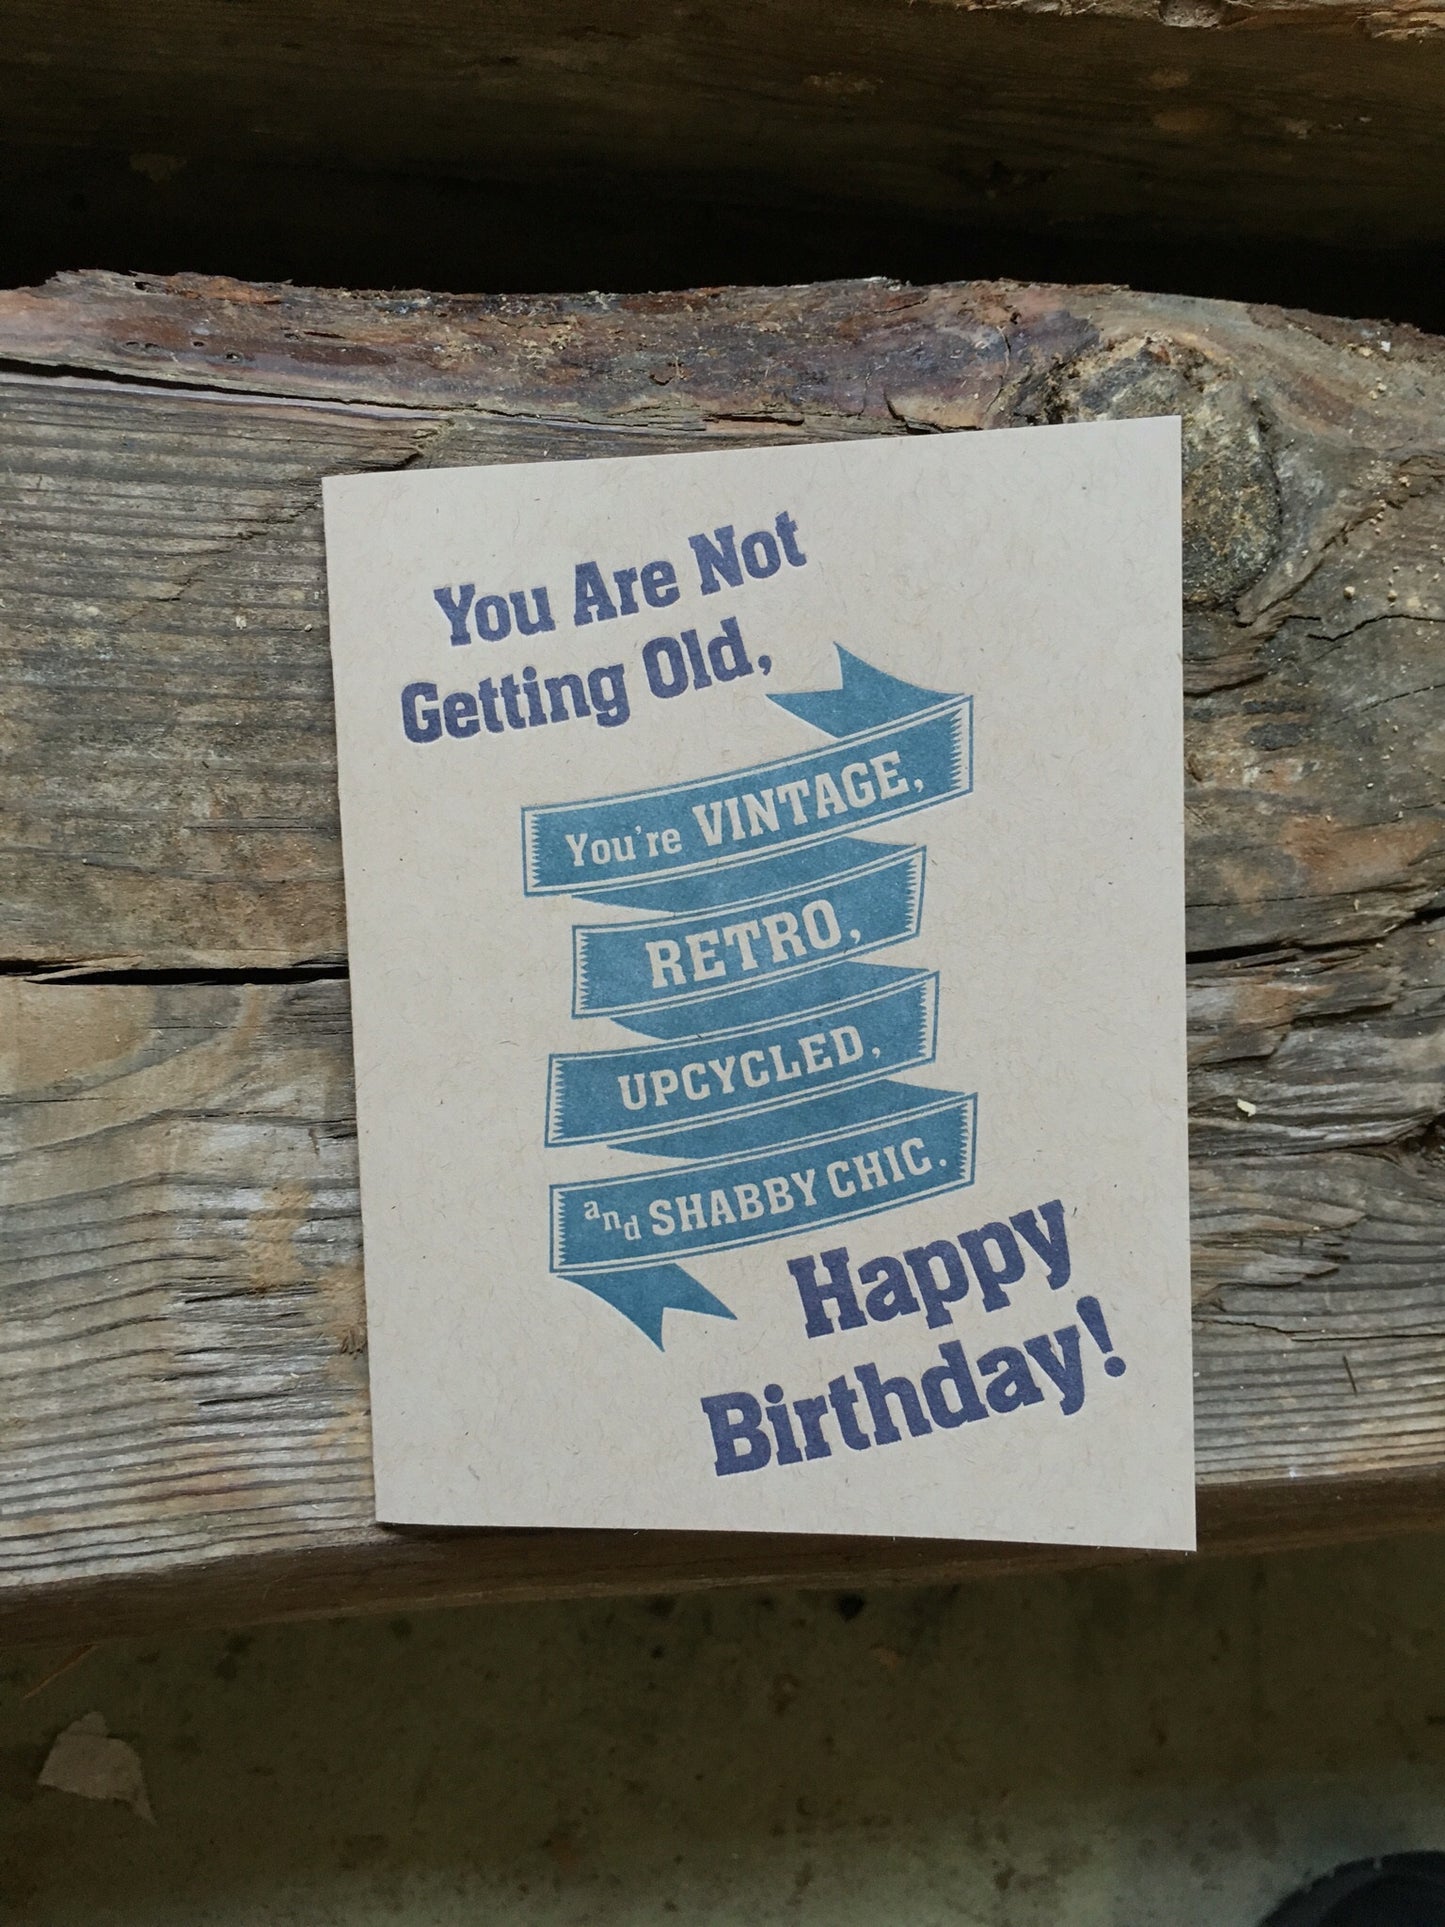 You Are Not
Getting Old,
You're VINTAGE,
RETRO,
UPCYCLED,
and SHABBY CHIC.
Happy
Birthday!